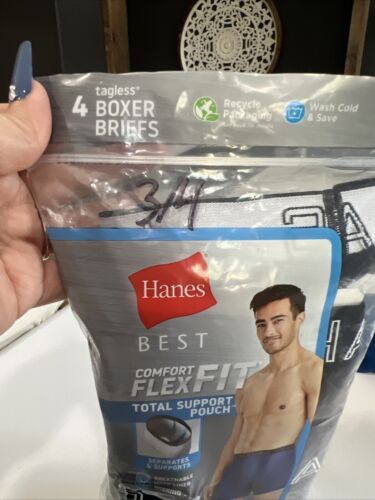 tagless®
4 BOXER
BRIEFS
Recycle
Packaging
Wash Cold
& Save
3/4
Hanes
BEST
COMFORT
FLEXFIT
TOTAL SUPPORT
POUCH
SEPARATES
& SUPPORTS
BREATHABLE